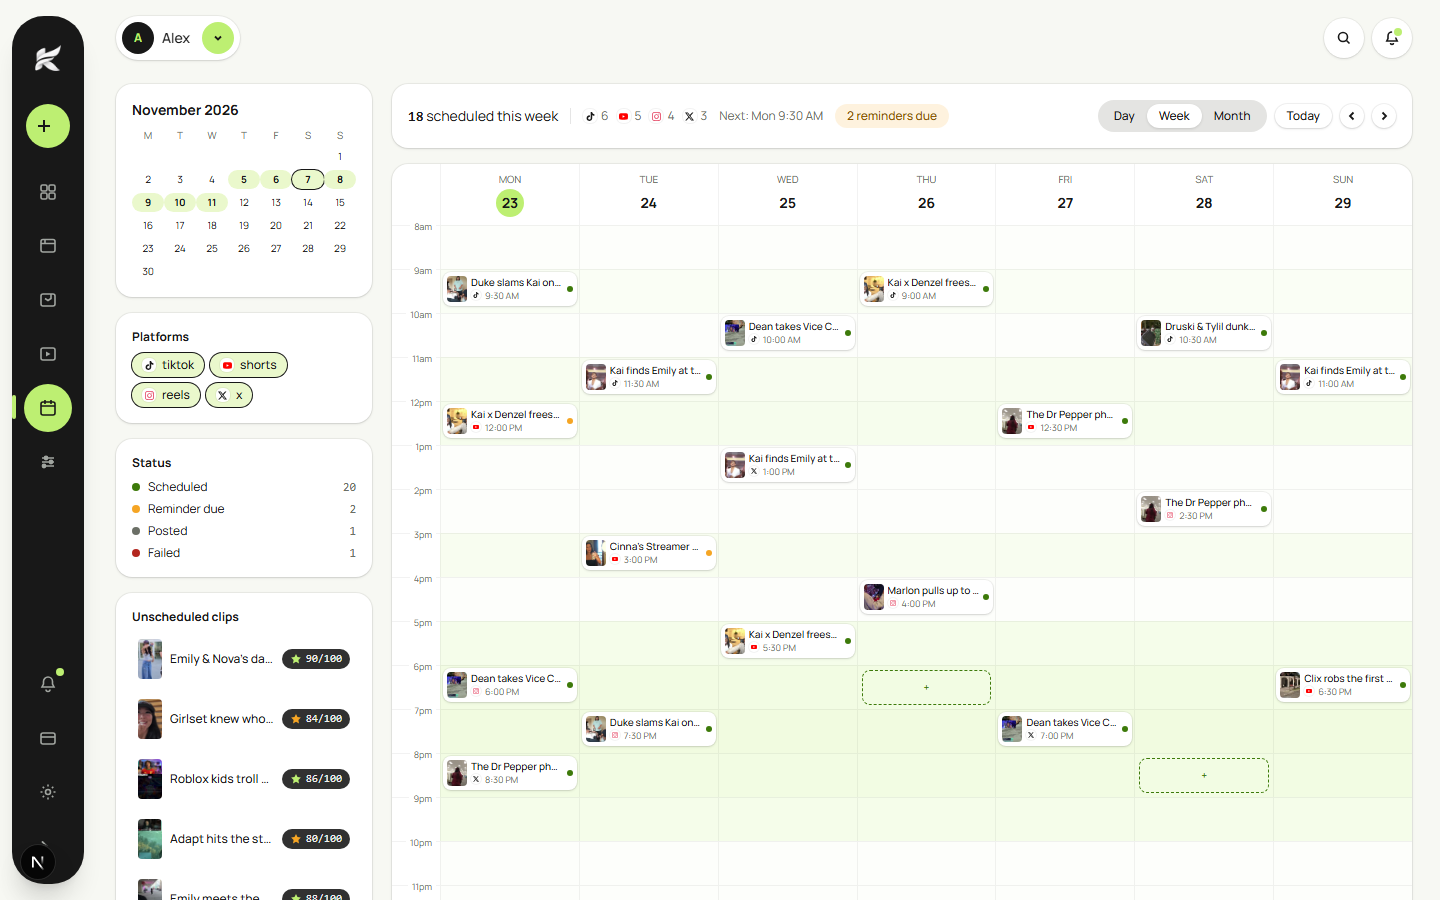 A Alex
November 2026
M T W T F S S
1
2 3 4 5 6 7 8
9 10 11 12 13 14 15
16 17 18 19 20 21 22
23 24 25 26 27 28 29
30
Platforms
tiktok shorts
reels x
Status
Scheduled 20
Reminder due 2
Posted 1
Failed 1
Unscheduled clips
Emily & Nova's da... 90/100
Girlset knew who... 84/100
Roblox kids troll ... 86/100
Adapt hits the st... 80/100
Emily meets the 88/100
N
18 scheduled this week 6 5 4 3 Next: Mon 9:30 AM 2 reminders due Day Week Month Today
MON TUE WED THU FRI SAT SUN
23 24 25 26 27 28 29
8am
9am
Duke slams Kai on... Kai x Denzel frees...
9:30 AM 9:00 AM
10am
Dean takes Vice C... Druski & Tylil dunk...
10:00 AM 10:30 AM
11am
Kai finds Emily at t... Kai finds Emily at t...
11:30 AM 11:00 AM
12pm
Kai x Denzel frees... The Dr Pepper ph...
12:00 PM 12:30 PM
1pm
Kai finds Emily at t...
1:00 PM
2pm
The Dr Pepper ph...
2:30 PM
3pm
Cinna's Streamer ...
3:00 PM
4pm
Marlon pulls up to ...
4:00 PM
5pm
Kai x Denzel frees...
5:30 PM
6pm
Dean takes Vice C... + Clix robs the first ...
6:00 PM 6:30 PM
7pm
Duke slams Kai on... Dean takes Vice C...
7:30 PM 7:00 PM
8pm
The Dr Pepper ph... +
8:30 PM
9pm
10pm
11pm